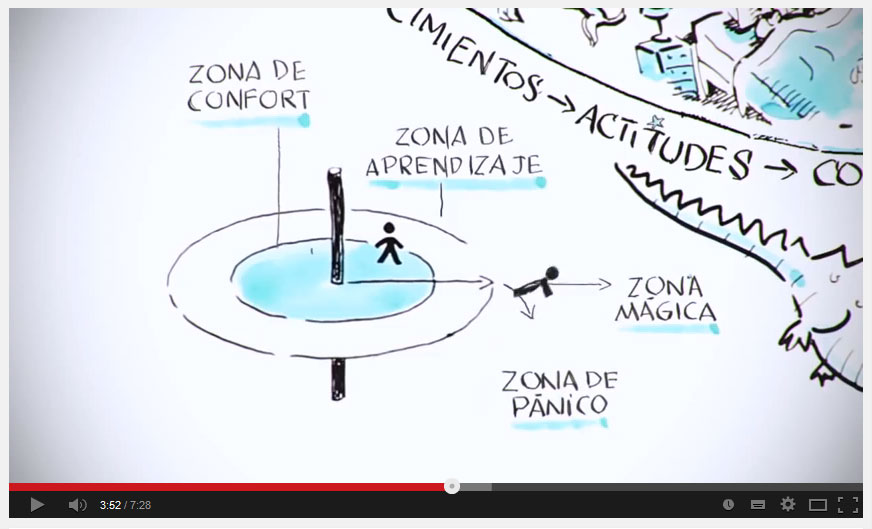 ZONA DE
CONFORT
ZONA DE
APRENDIZAJE
CIMIENTOS → ACTITUDES → CO
ZONA
MÁGICA
ZONA DE
PÁNICO
3:52 / 7:28